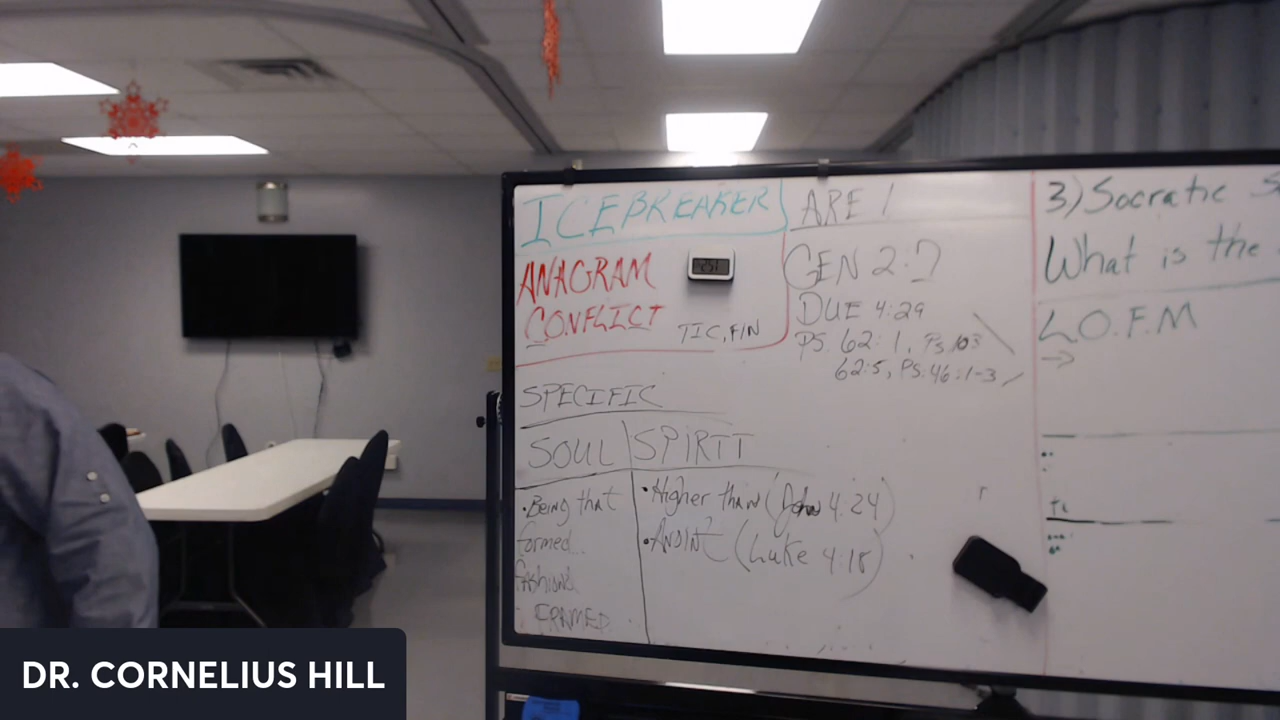 ICEBREAKER
ANAGRAM
CONFLICT
TIC, FIN
SPECIFIC
SOUL SPIRIT
• Being that
formed..
fashion'd
FRAMED
• Higher than (John 4:24)
• ANOINT (Luke 4:18)
ARE I
GEN 2:7
DUE 4:29
PS. 62:1, PS. 103
62:5, PS. 46:1-3
3) Socratic S
What is the
L.O.F.M
→
DR. CORNELIUS HILL